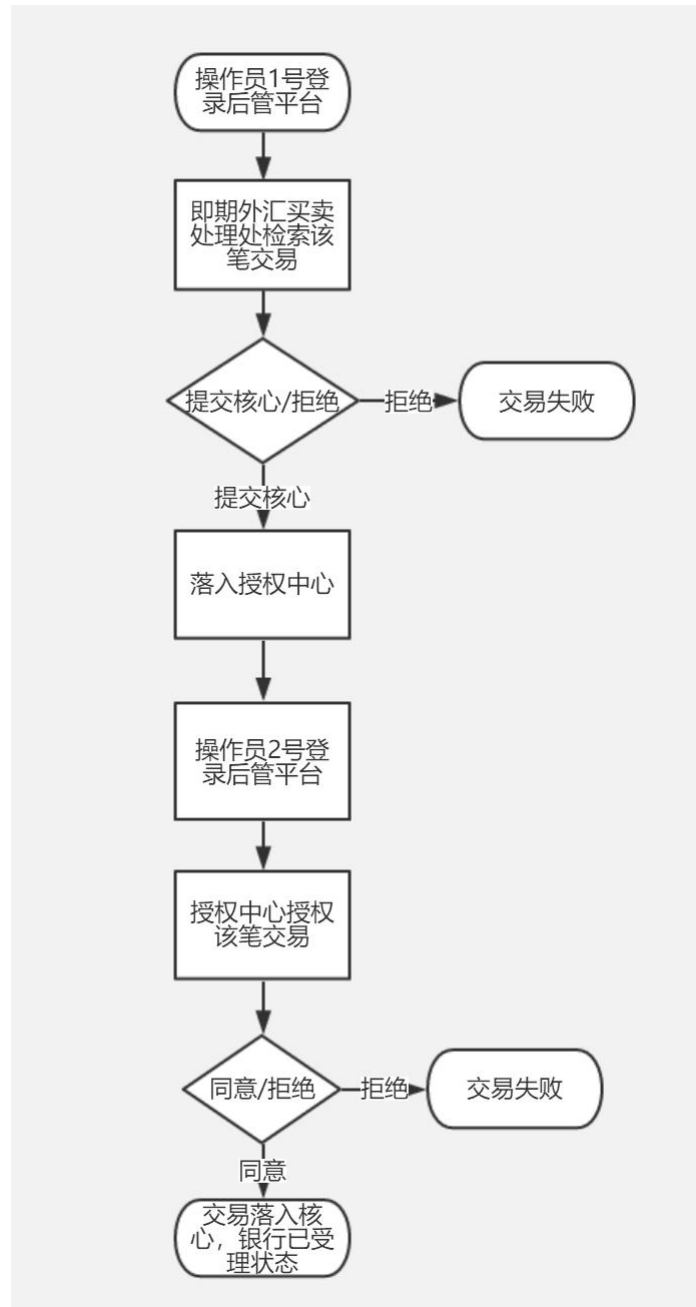 操作员1号登
录后管平台
即期外汇买卖
处理处检索该
笔交易
提交核心/拒绝
拒绝
交易失败
提交核心
落入授权中心
操作员2号登
录后管平台
授权中心授权
该笔交易
同意/拒绝
拒绝
交易失败
同意
交易落入核
心，银行已受
理状态